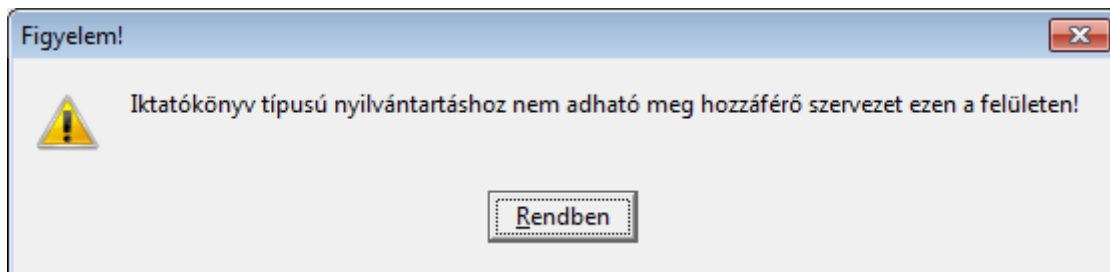 Figyelem!
Iktatókönyv típusú nyilvántartáshoz nem adható meg hozzáférő szervezet ezen a felületen!
Rendben